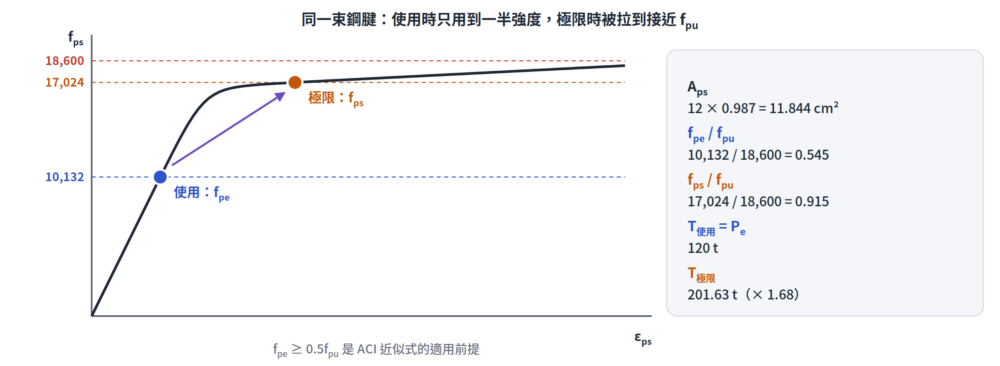 同一束鋼腱：使用時只用到一半強度，極限時被拉到接近 fpu
fps
18,600
17,024
10,132
極限：fps
使用：fpe
εps
fpe ≥ 0.5fpu 是 ACI 近似式的適用前提
Aps
12 × 0.987 = 11.844 cm²
fpe / fpu
10,132 / 18,600 = 0.545
fps / fpu
17,024 / 18,600 = 0.915
T使用 = Pe
120 t
T極限
201.63 t（× 1.68）